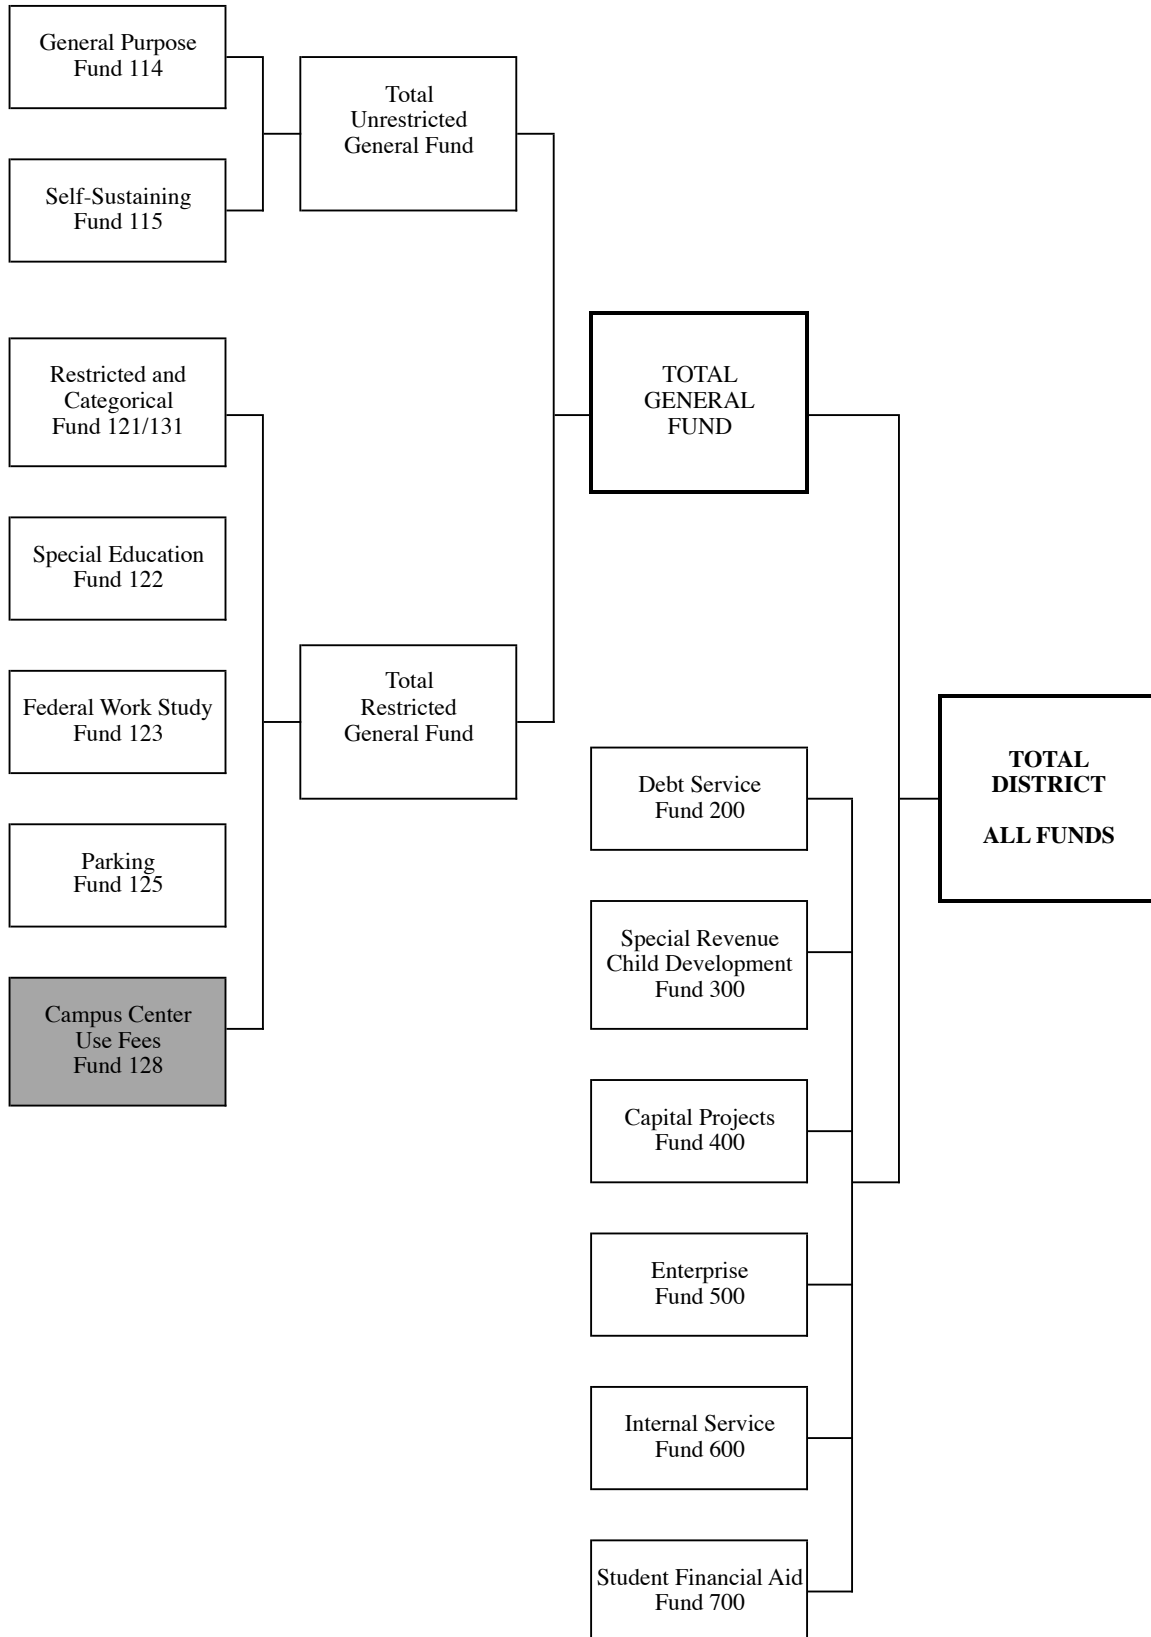 General Purpose
Fund 114
Self-Sustaining
Fund 115
Restricted and
Categorical
Fund 121/131
Special Education
Fund 122
Federal Work Study
Fund 123
Parking
Fund 125
Campus Center
Use Fees
Fund 128
Total
Unrestricted
General Fund
Total
Restricted
General Fund
TOTAL
GENERAL
FUND
Debt Service
Fund 200
Special Revenue
Child Development
Fund 300
Capital Projects
Fund 400
Enterprise
Fund 500
Internal Service
Fund 600
Student Financial Aid
Fund 700
TOTAL
DISTRICT
ALL FUNDS